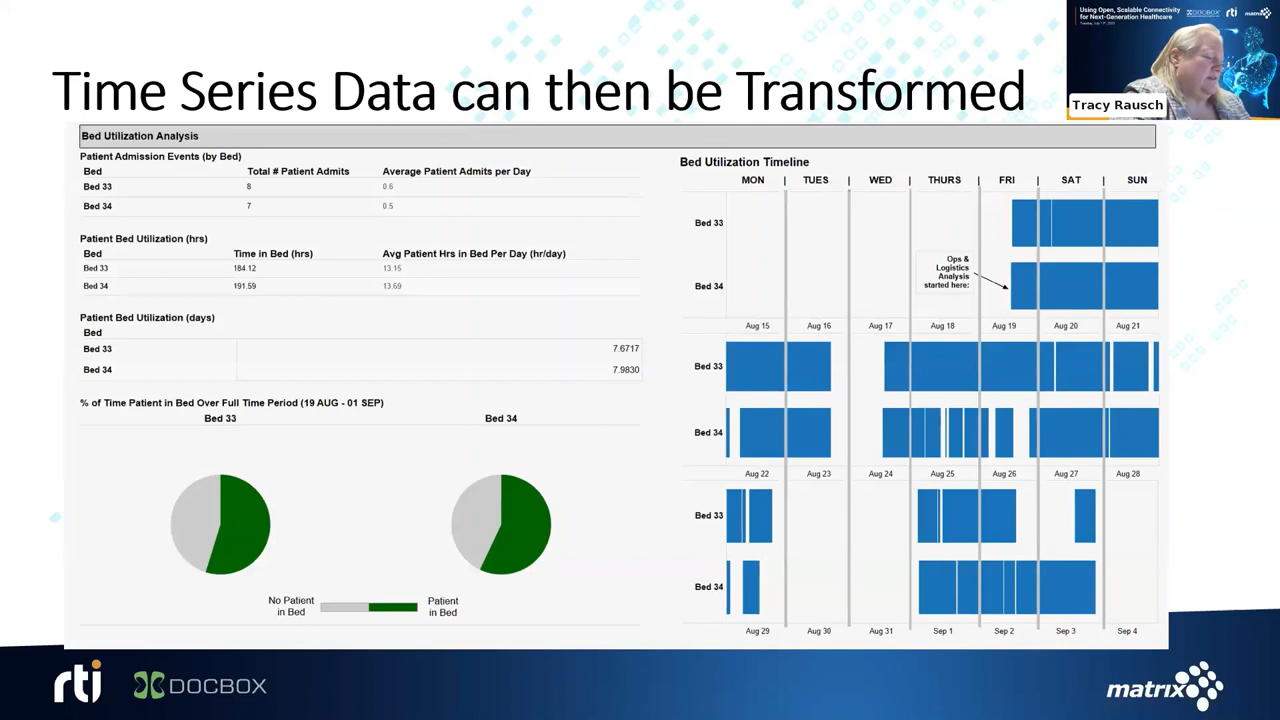 Using Open, Scalable Connectivity
for Next-Generation Healthcare
DOCBOX rti matrix
Tracy Rausch
Time Series Data can then be Transformed
Bed Utilization Analysis
Patient Admission Events (by Bed)
Bed Total # Patient Admits Average Patient Admits per Day
Bed 33 8 0.6
Bed 34 7 0.5
Patient Bed Utilization (hrs)
Bed Time in Bed (hrs) Avg Patient Hrs in Bed Per Day (hr/day)
Bed 33 184.12 13.15
Bed 34 191.59 13.69
Patient Bed Utilization (days)
Bed
Bed 33 7.6717
Bed 34 7.9830
% of Time Patient in Bed Over Full Time Period (19 AUG - 01 SEP)
Bed 33 Bed 34
No Patient
in Bed
Patient
in Bed
Bed Utilization Timeline
MON | TUES | WED | THURS | FRI | SAT | SUN
Bed 33
Ops &
Logistics
Analysis
started here:
Bed 34
Aug 15 Aug 16 Aug 17 Aug 18 Aug 19 Aug 20 Aug 21
Bed 33
Bed 34
Aug 22 Aug 23 Aug 24 Aug 25 Aug 26 Aug 27 Aug 28
Bed 33
Bed 34
Aug 29 Aug 30 Aug 31 Sep 1 Sep 2 Sep 3 Sep 4
rti DOCBOX matrix